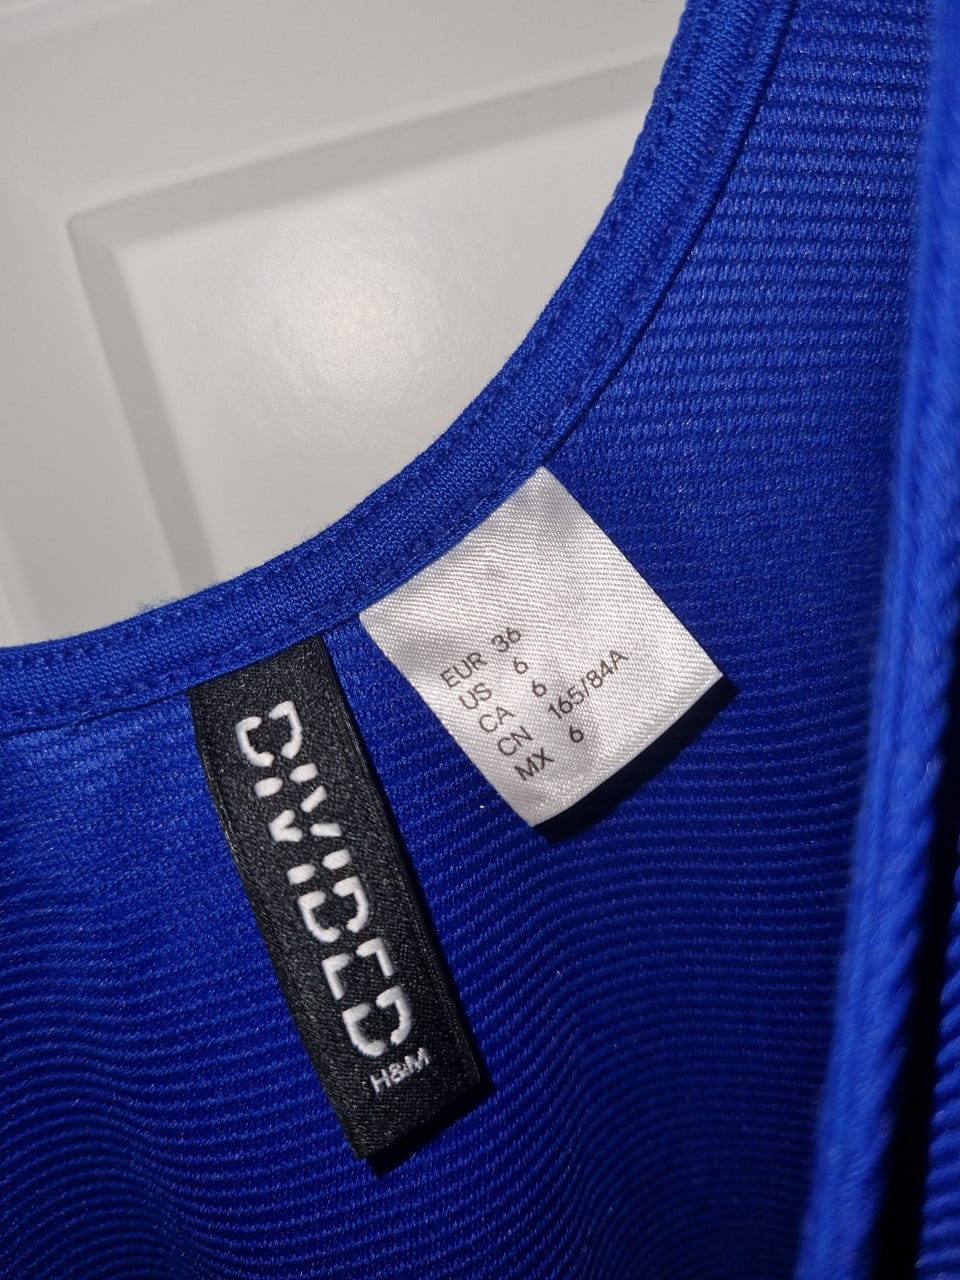 DIVIDED
H&M
EUR 36
US 6
CA 6
CN 165/84A
MX 6